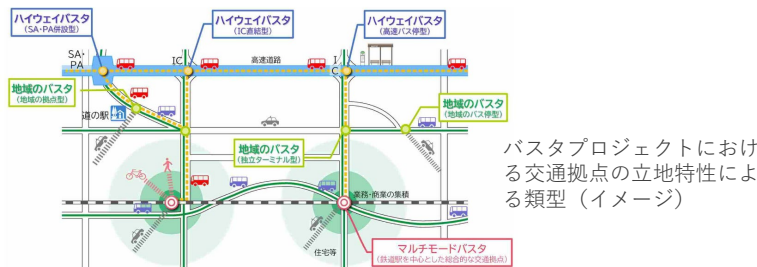 ハイウェイバスタ
(SA・PA併設型)
ハイウェイバスタ
(IC直結型)
ハイウェイバスタ
(高速バス停型)
SA・
PA
IC
高速道路
I
C
地域のバスタ
(地域の拠点型)
道の駅
地域のバスタ
(独立ターミナル型)
地域のバスタ
(地域のバス停型)
業務・商業の集積
住宅等
マルチモードバスタ
(鉄道駅を中心とした総合的な交通拠点)
バスタプロジェクトにおけ
る交通拠点の立地特性によ
る類型（イメージ）